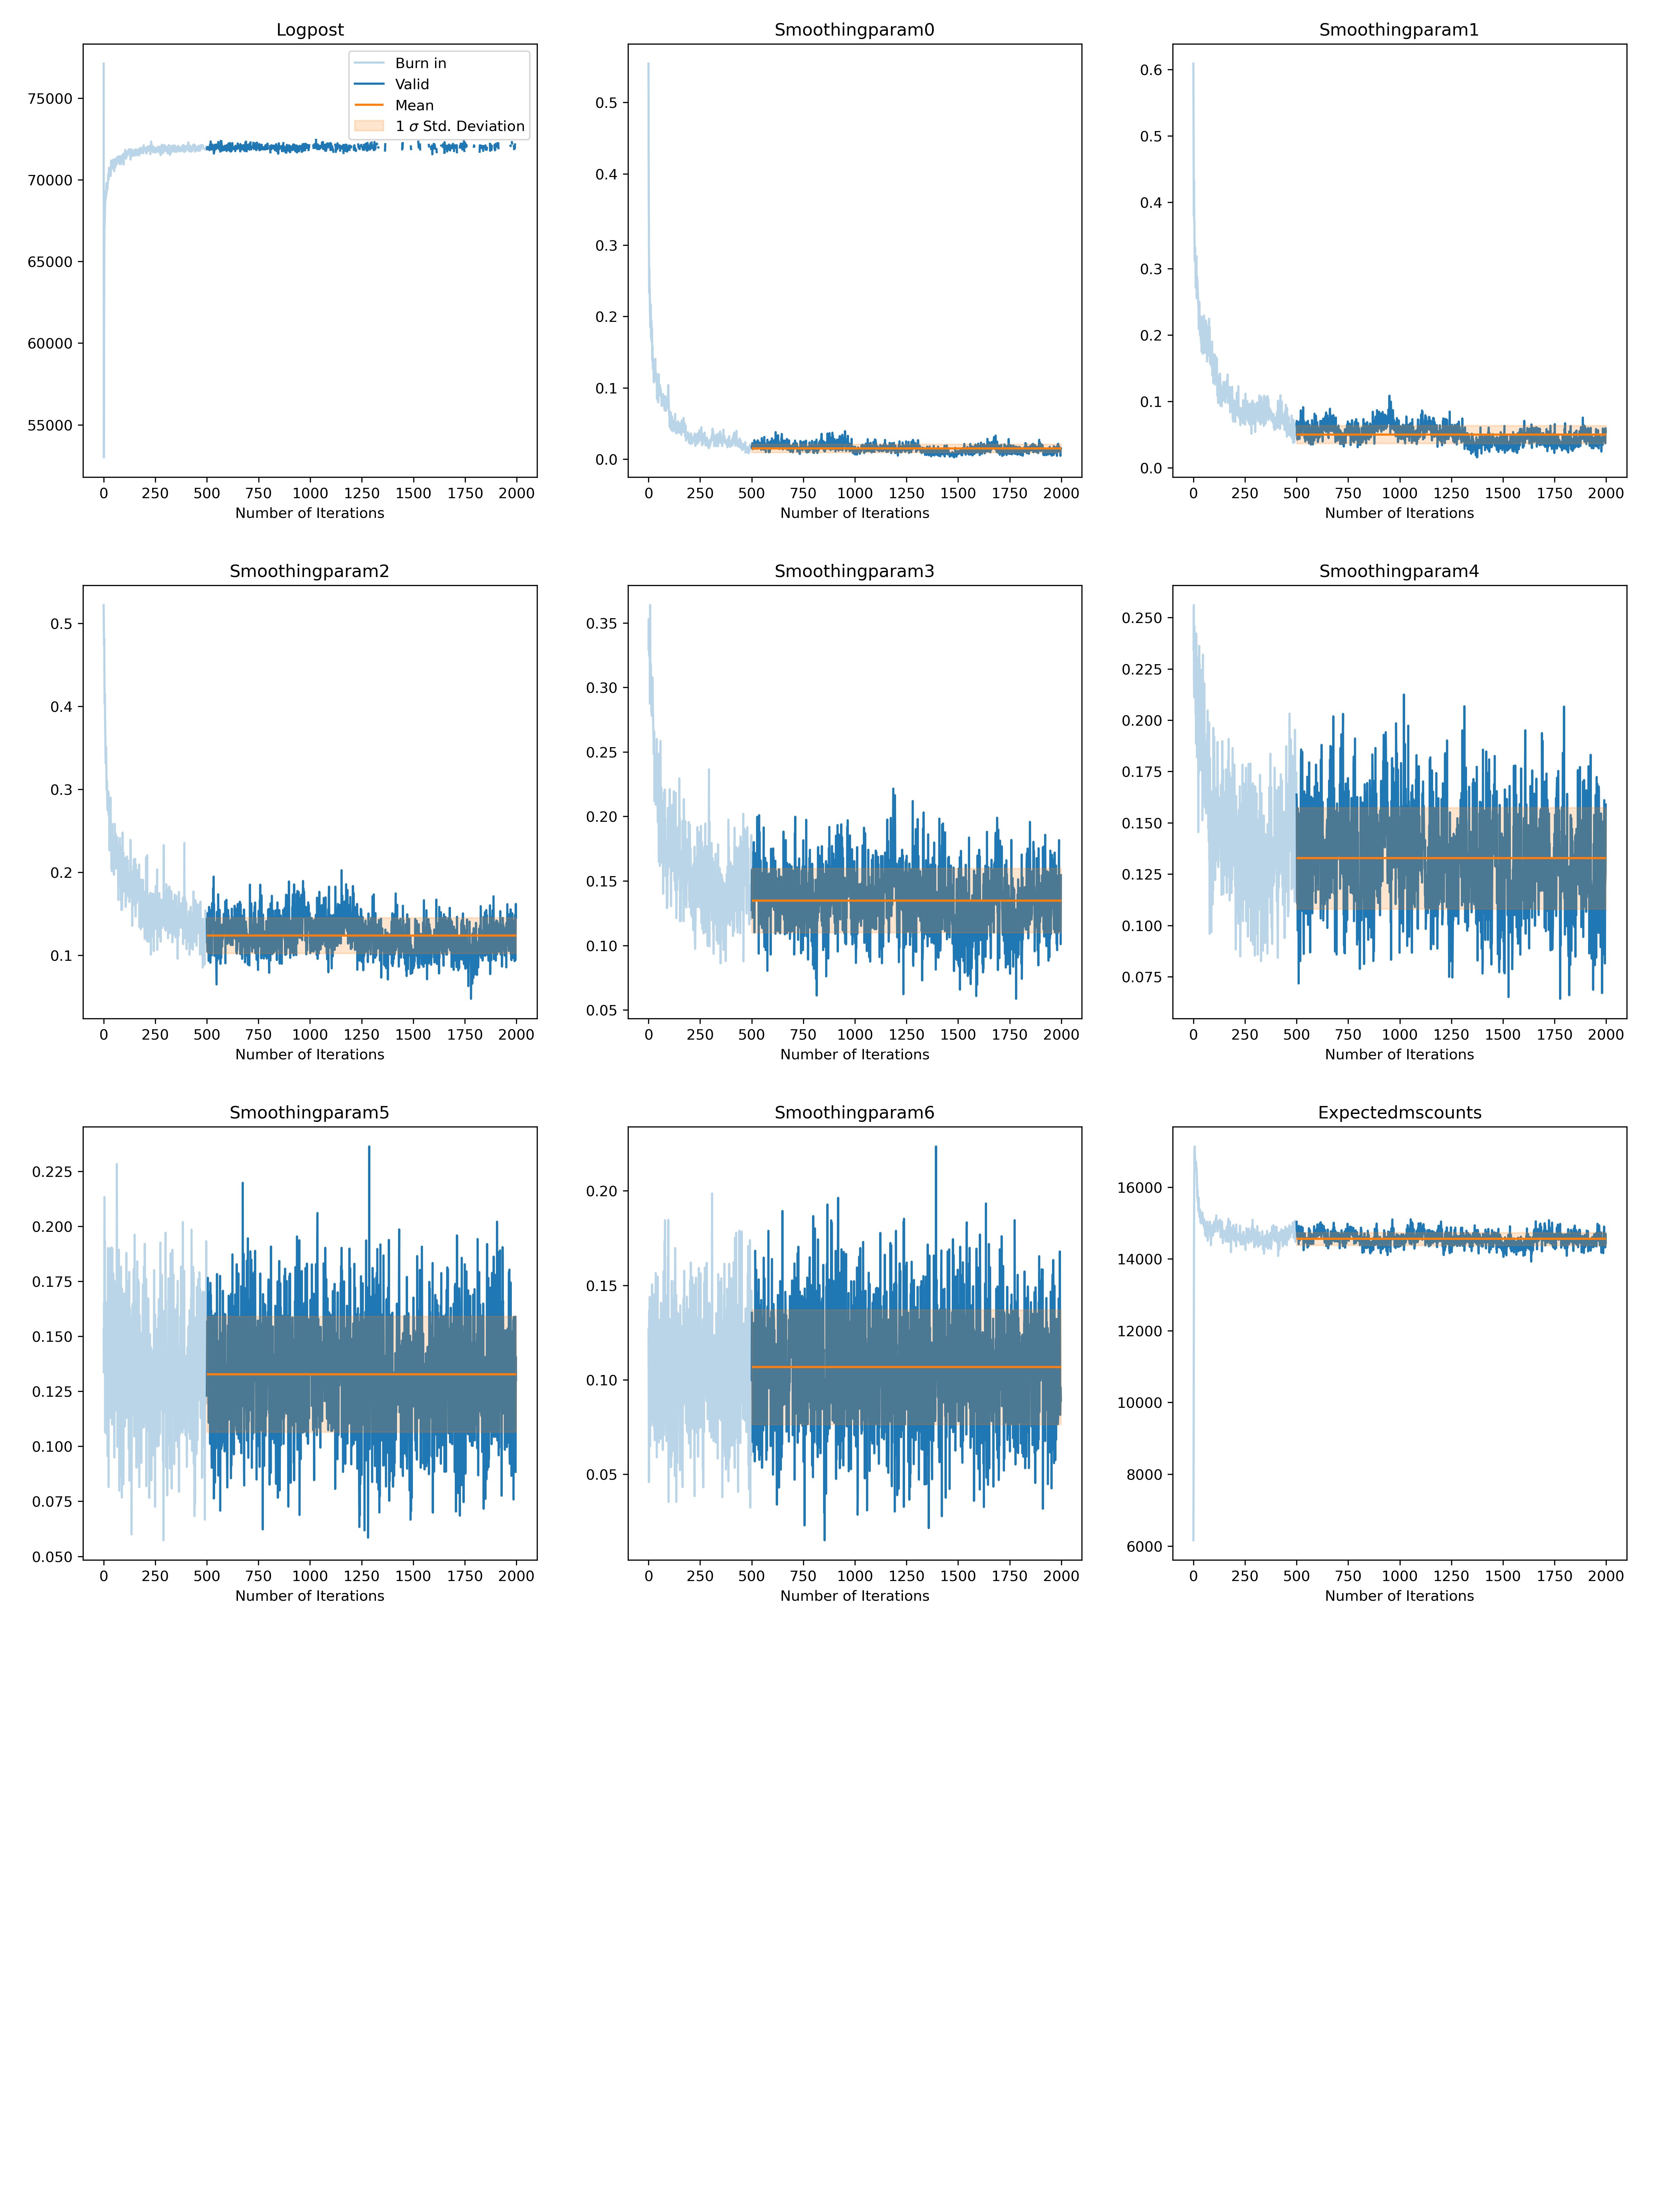 Logpost
Burn in
Valid
Mean
1 σ Std. Deviation
75000
70000
65000
60000
55000
0 250 500 750 1000 1250 1500 1750 2000
Number of Iterations
Smoothingparam0
0.5
0.4
0.3
0.2
0.1
0.0
0 250 500 750 1000 1250 1500 1750 2000
Number of Iterations
Smoothingparam1
0.6
0.5
0.4
0.3
0.2
0.1
0.0
0 250 500 750 1000 1250 1500 1750 2000
Number of Iterations
Smoothingparam2
0.5
0.4
0.3
0.2
0.1
0 250 500 750 1000 1250 1500 1750 2000
Number of Iterations
Smoothingparam3
0.35
0.30
0.25
0.20
0.15
0.10
0.05
0 250 500 750 1000 1250 1500 1750 2000
Number of Iterations
Smoothingparam4
0.250
0.225
0.200
0.175
0.150
0.125
0.100
0.075
0 250 500 750 1000 1250 1500 1750 2000
Number of Iterations
Smoothingparam5
0.225
0.200
0.175
0.150
0.125
0.100
0.075
0.050
0 250 500 750 1000 1250 1500 1750 2000
Number of Iterations
Smoothingparam6
0.20
0.15
0.10
0.05
0 250 500 750 1000 1250 1500 1750 2000
Number of Iterations
Expectedmscounts
16000
14000
12000
10000
8000
6000
0 250 500 750 1000 1250 1500 1750 2000
Number of Iterations